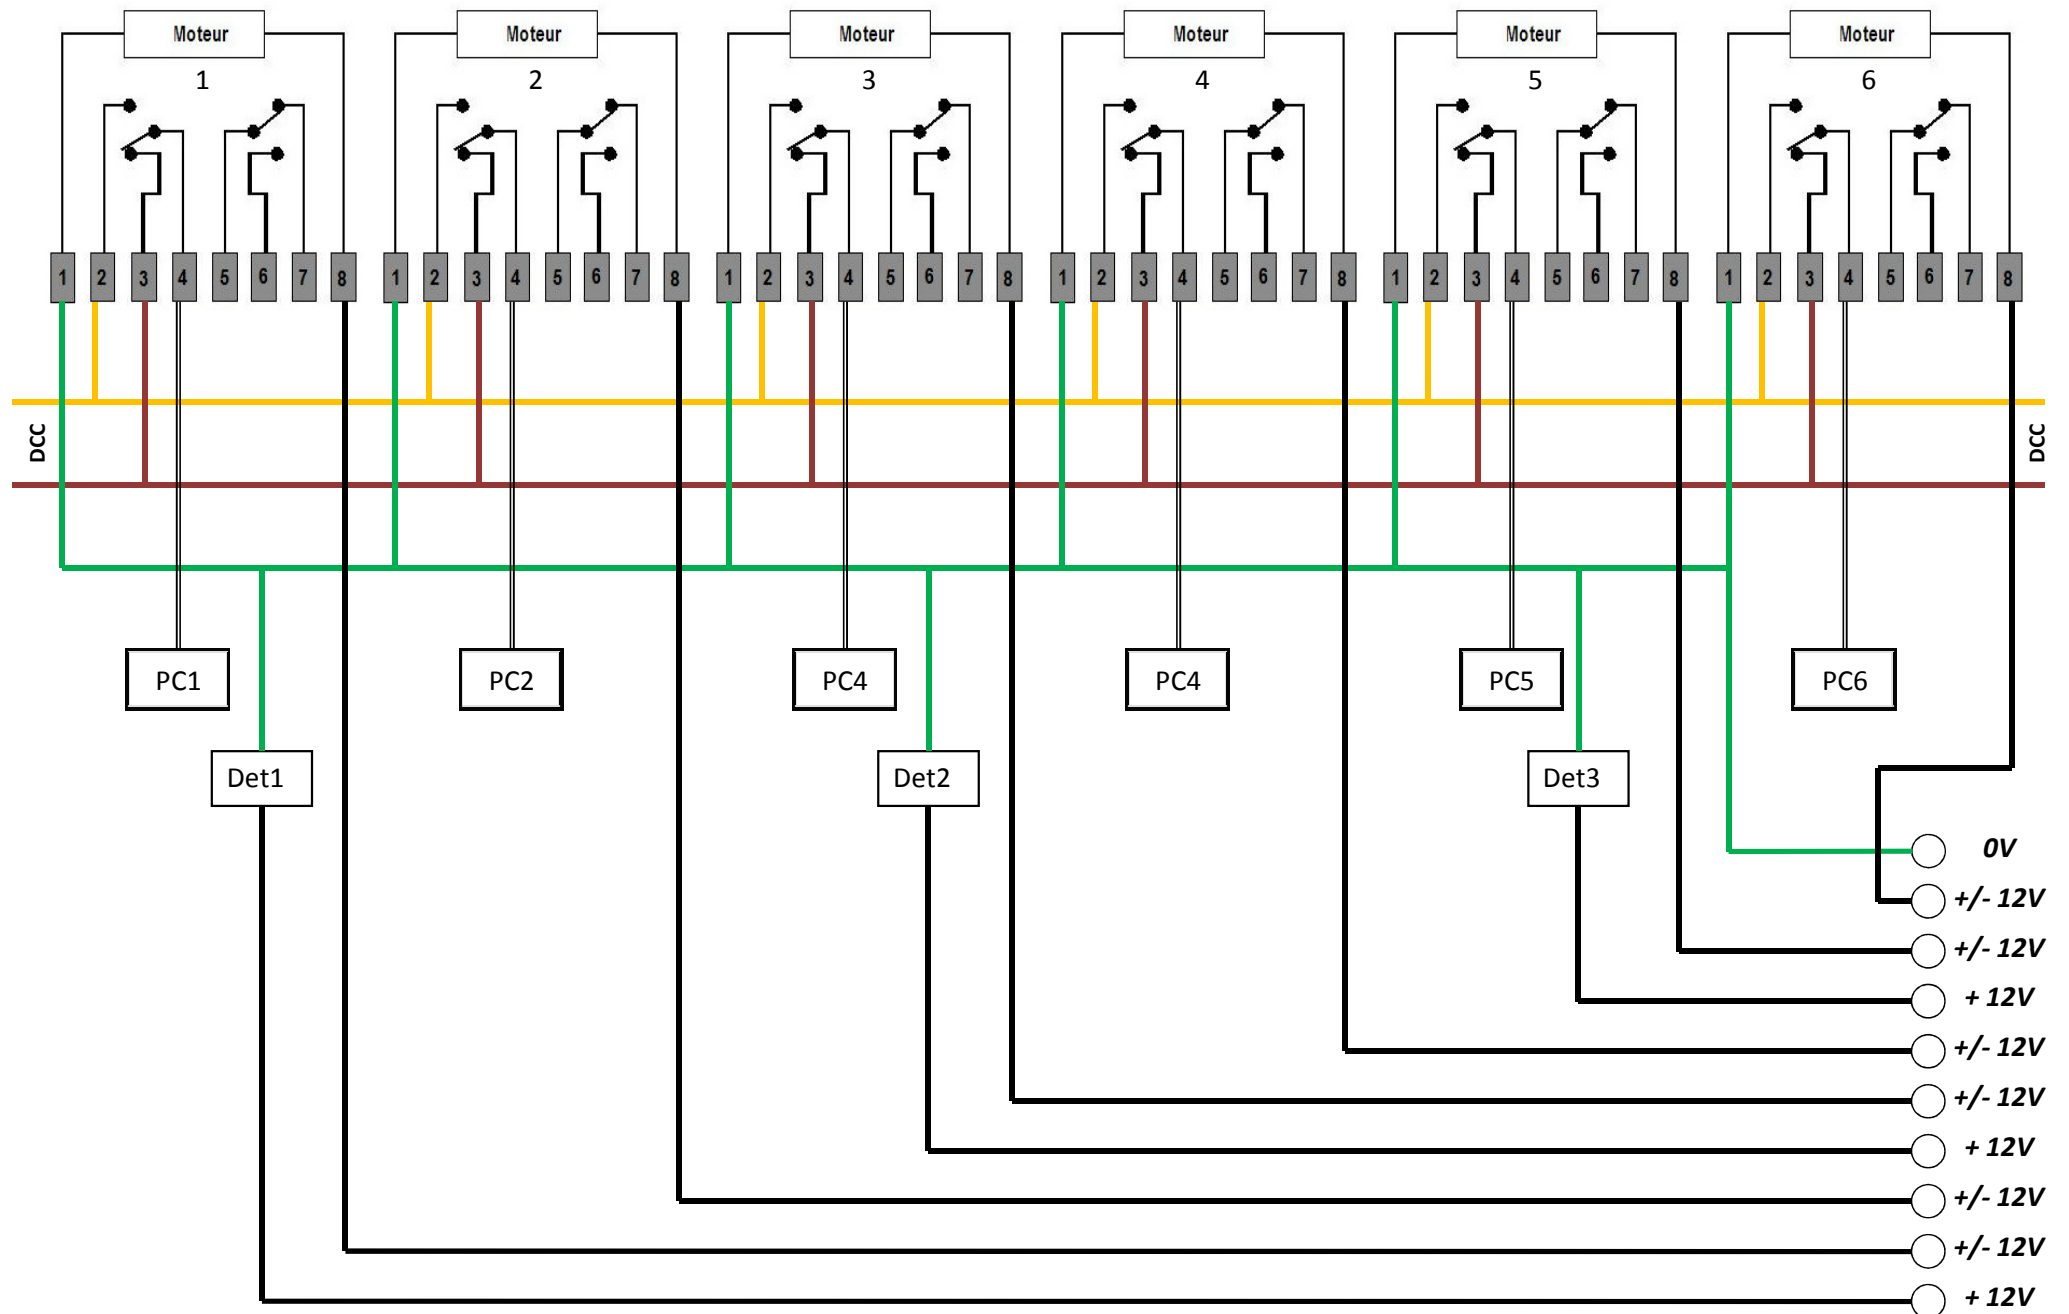 Moteur Moteur Moteur Moteur Moteur Moteur
1 2 3 4 5 6
1 2 3 4 5 6 7 8 1 2 3 4 5 6 7 8 1 2 3 4 5 6 7 8 1 2 3 4 5 6 7 8 1 2 3 4 5 6 7 8 1 2 3 4 5 6 7 8
DCC DCC
PC1 PC2 PC4 PC4 PC5 PC6
Det1 Det2 Det3
0V
+/- 12V
+/- 12V
+ 12V
+/- 12V
+/- 12V
+ 12V
+/- 12V
+/- 12V
+ 12V